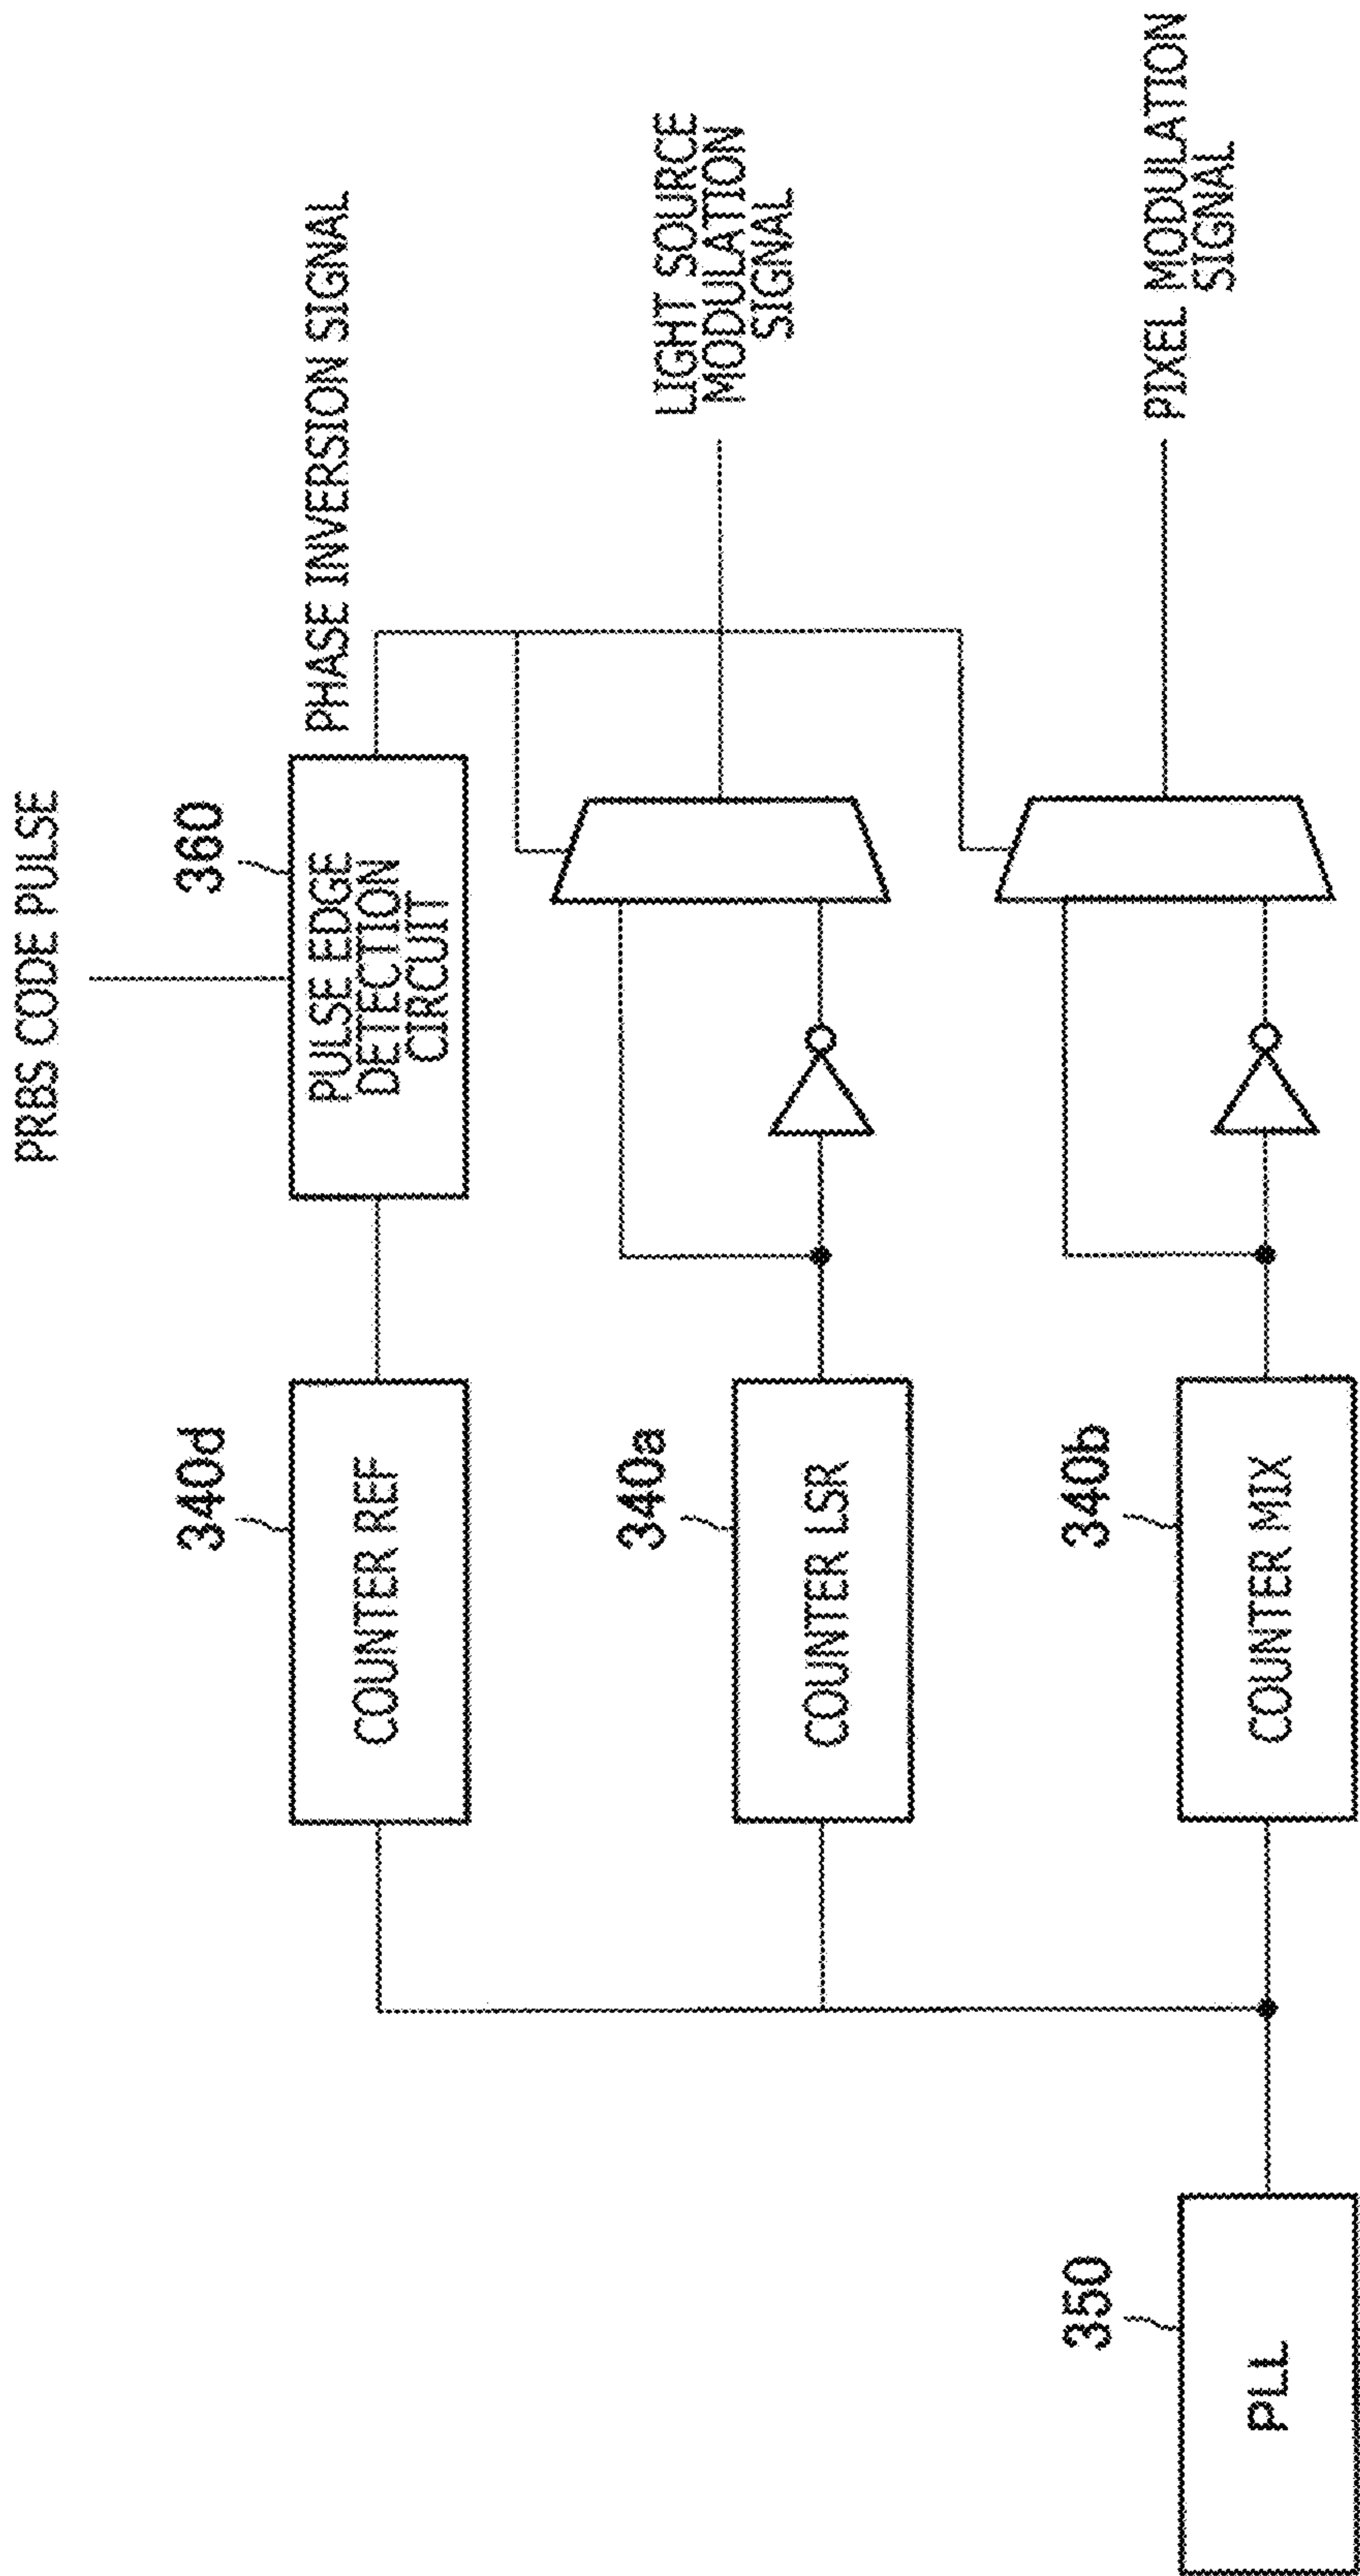 PRBS CODE PULSE
360
PULSE EDGE
DETECTION
CIRCUIT
PHASE INVERSION SIGNAL
340d
COUNTER REF
340a
COUNTER LSR
LIGHT SOURCE
MODULATION
SIGNAL
340b
COUNTER MIX
PIXEL MODULATION
SIGNAL
350
PLL